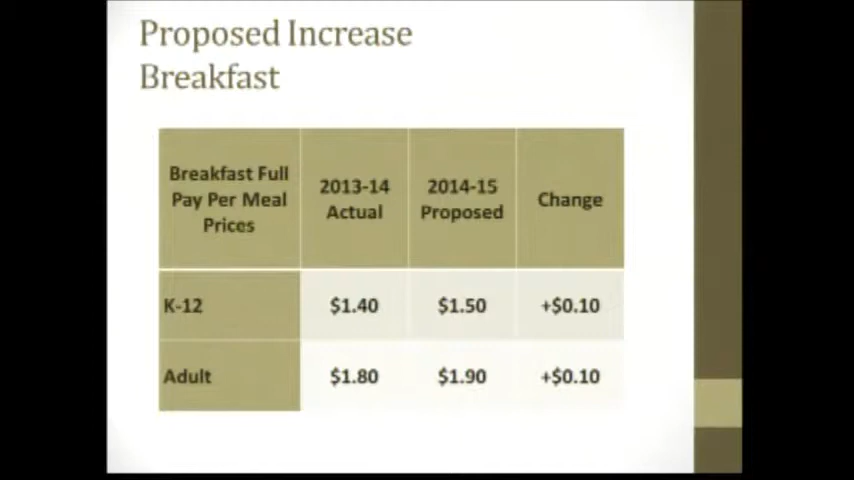 Proposed Increase
Breakfast
Breakfast Full
Pay Per Meal
Prices
2013-14
Actual
2014-15
Proposed
Change
K-12
$1.40
$1.50
+$0.10
Adult
$1.80
$1.90
+$0.10